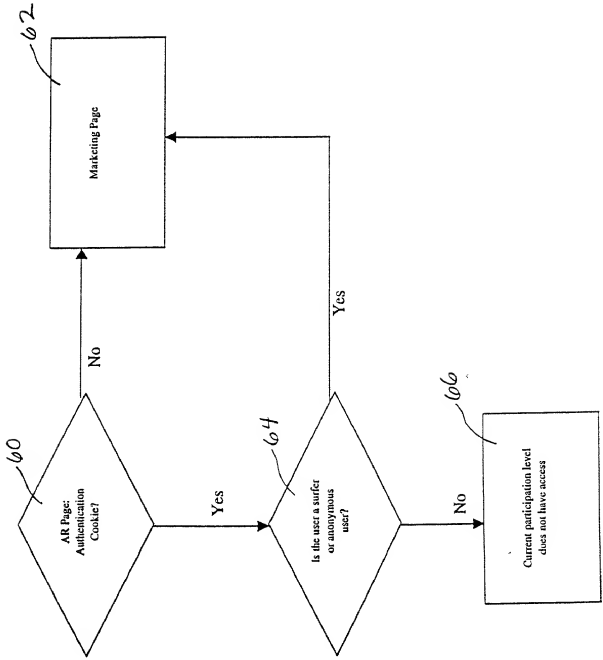 60
AR Page:
Authentication
Cookie?
No
62
Marketing Page
Yes
64
Is the user a surfer
or anonymous
user?
Yes
No
66
Current participation level
does not have access